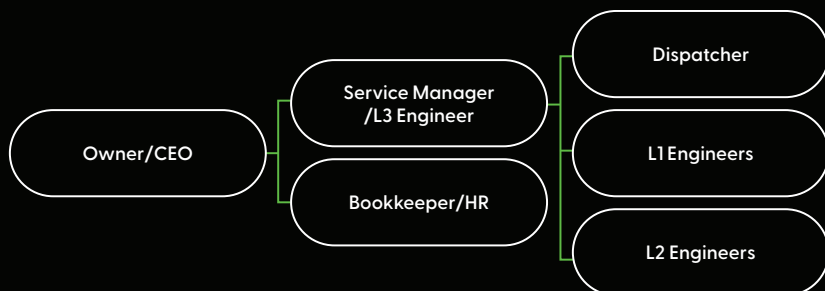 Owner/CEO
Service Manager
/L3 Engineer
Bookkeeper/HR
Dispatcher
L1 Engineers
L2 Engineers